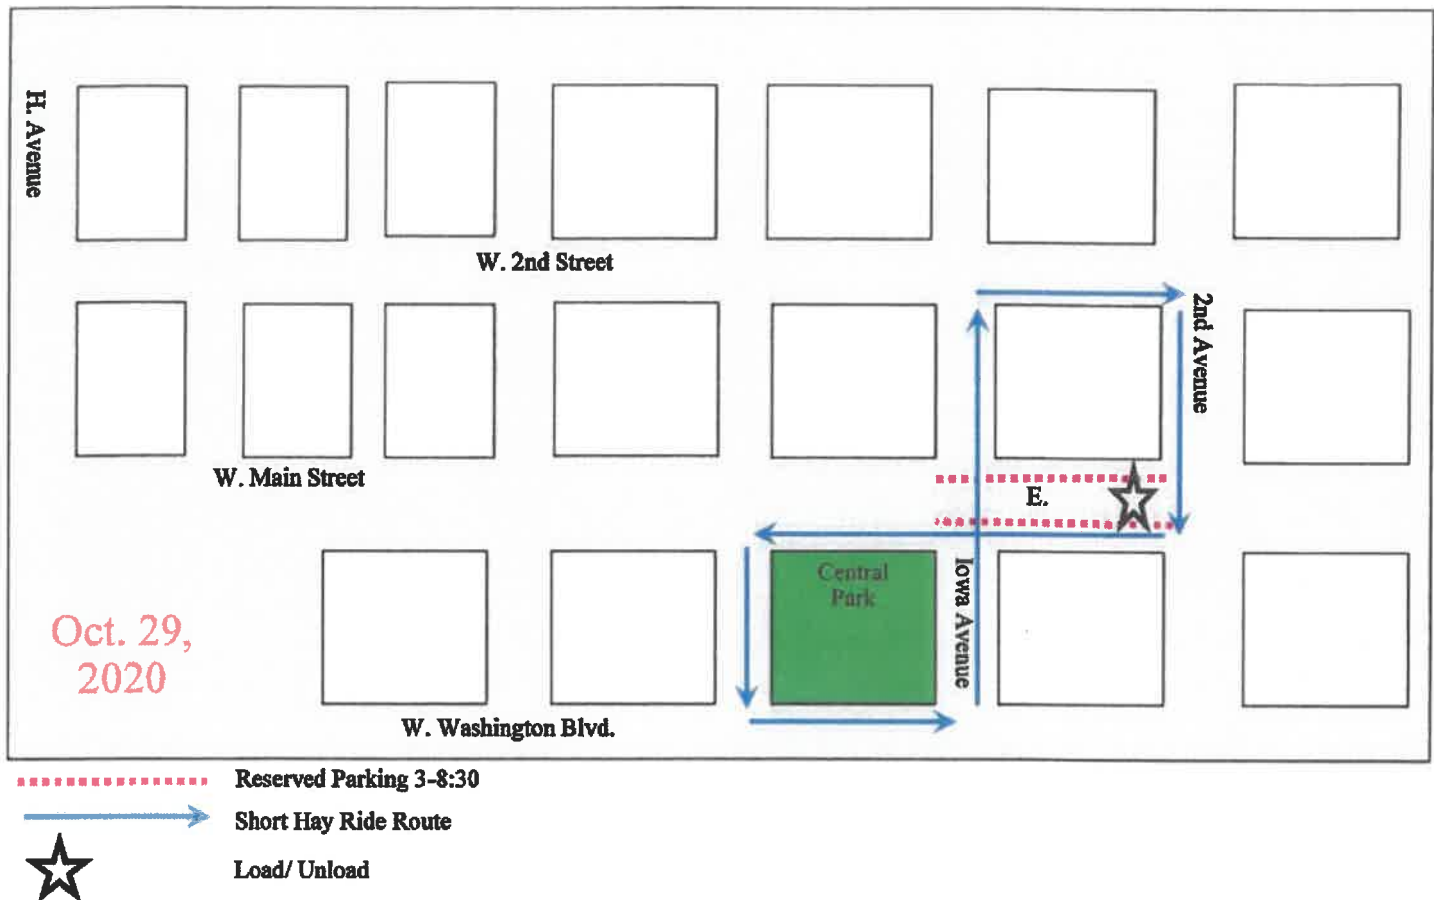 H. Avenue
W. 2nd Street
2nd Avenue
W. Main Street
E.
Central
Park
Iowa Avenue
Oct. 29,
2020
W. Washington Blvd.
Reserved Parking 3-8:30
Short Hay Ride Route
Load/ Unload